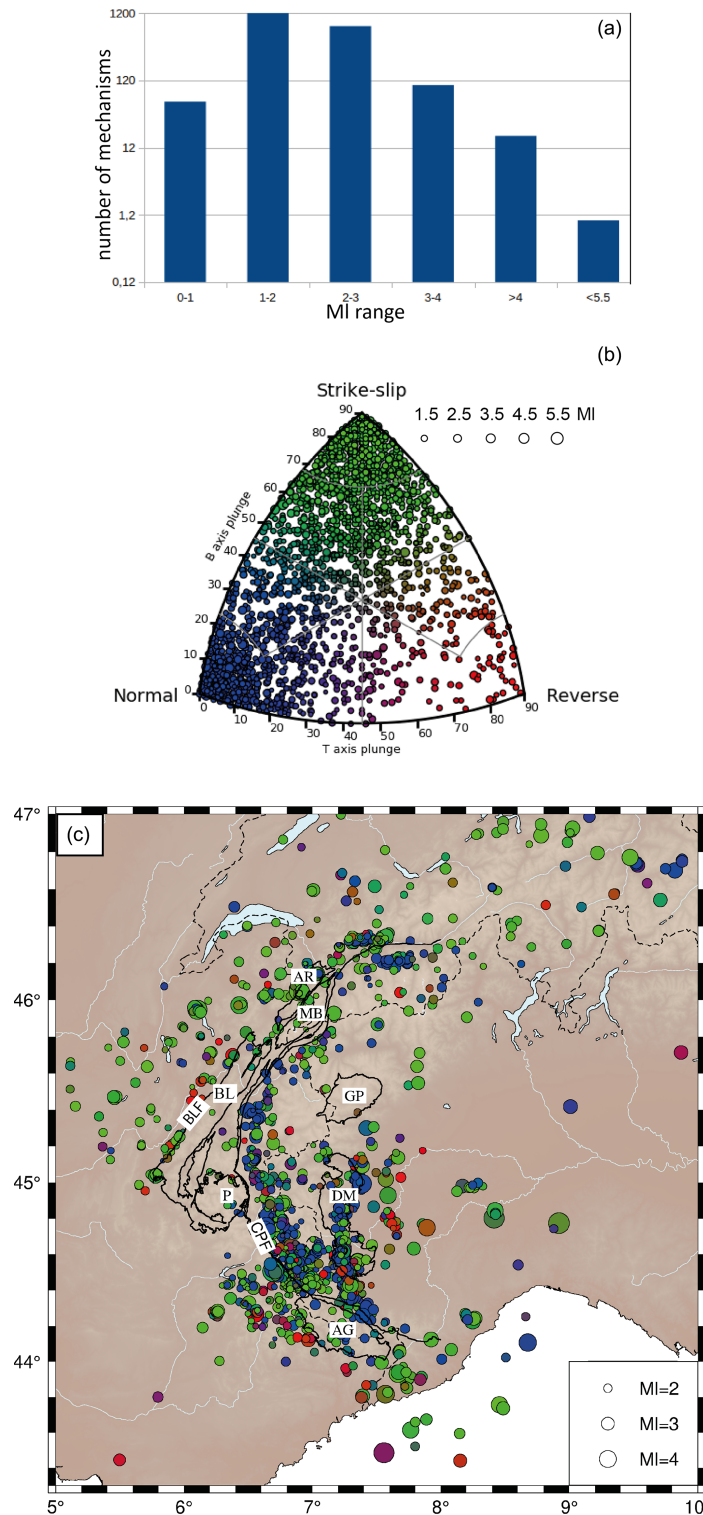 (a)
1200
120
12
1,2
0,12
number of mechanisms
0-1 1-2 2-3 3-4 >4 <5.5
Ml range
(b)
Strike-slip
1.5 2.5 3.5 4.5 5.5 Ml
90
80
70
60
50
40
30
20
10
0
B axis plunge
Normal
Reverse
0 10 20 30 40 50 60 70 80 90
T axis plunge
(c)
47°
46°
45°
44°
AR
MB
BL
GP
BLF
P
DM
CPF
AG
Ml=2
Ml=3
Ml=4
5° 6° 7° 8° 9° 10°